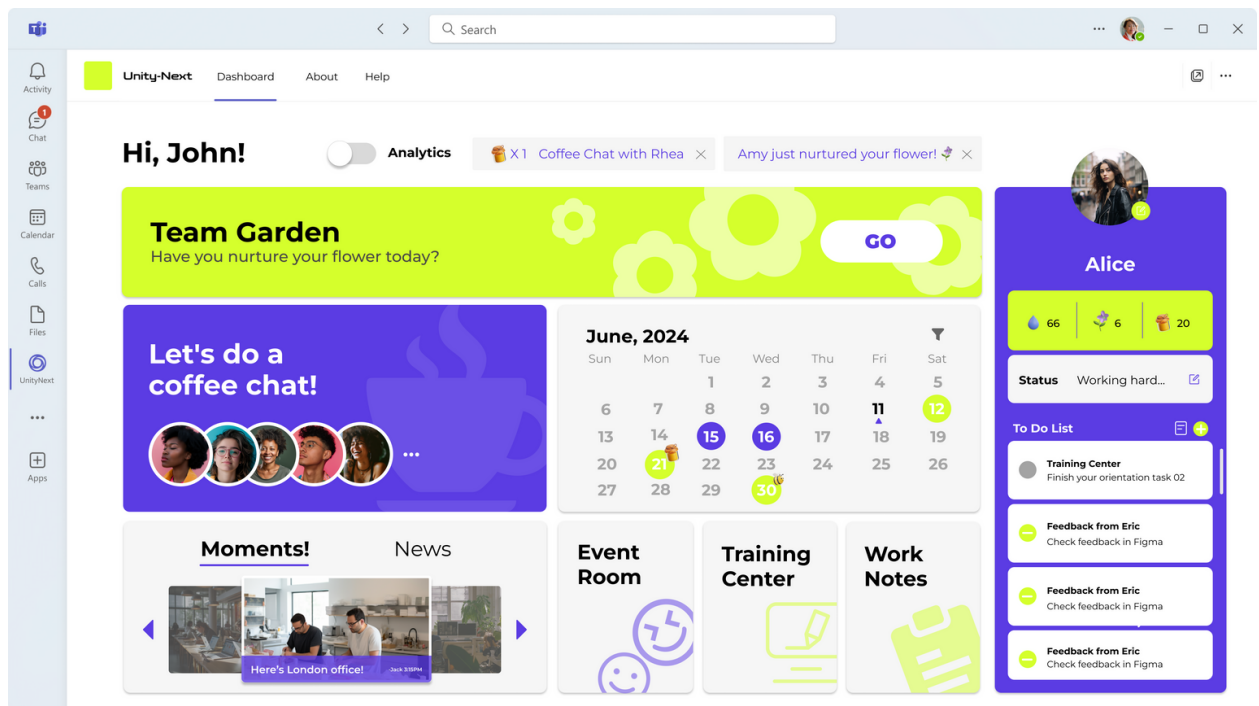 Search
Activity
1
Chat
Teams
Calendar
Calls
Files
UnityNext
Apps
Unity-Next Dashboard About Help
Hi, John!
Analytics
X 1 Coffee Chat with Rhea
Amy just nurtured your flower!
Team Garden
Have you nurture your flower today?
GO
Let's do a
coffee chat!
June, 2024
Sun Mon Tue Wed Thu Fri Sat
1 2 3 4 5
6 7 8 9 10 11 12
13 14 15 16 17 18 19
20 21 22 23 24 25 26
27 28 29 30
Moments! News
Here's London office! -Jack 3:15PM
Event
Room
Training
Center
Work
Notes
Alice
66 6 20
Status Working hard...
To Do List
Training Center
Finish your orientation task 02
Feedback from Eric
Check feedback in Figma
Feedback from Eric
Check feedback in Figma
Feedback from Eric
Check feedback in Figma